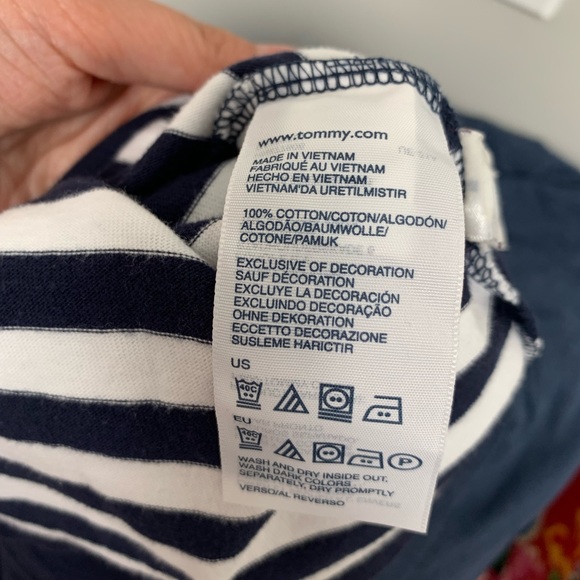 www.tommy.com
MADE IN VIETNAM
FABRIQUÉ AU VIETNAM
HECHO EN VIETNAM
VIETNAM'DA URETILMISTIR
100% COTTON/COTON/ALGODÓN/
ALGODÃO/BAUMWOLLE/
COTONE/PAMUK
EXCLUSIVE OF DECORATION
SAUF DÉCORATION
EXCLUYE LA DECORACIÓN
EXCLUINDO DECORAÇÃO
OHNE DEKORATION
ECCETTO DECORAZIONE
SUSLEME HARICTIR
US
40C
EU
40C
P
WASH AND DRY INSIDE OUT.
WASH DARK COLORS
SEPARATELY, DRY PROMPTLY
VERSO/AL REVERSO